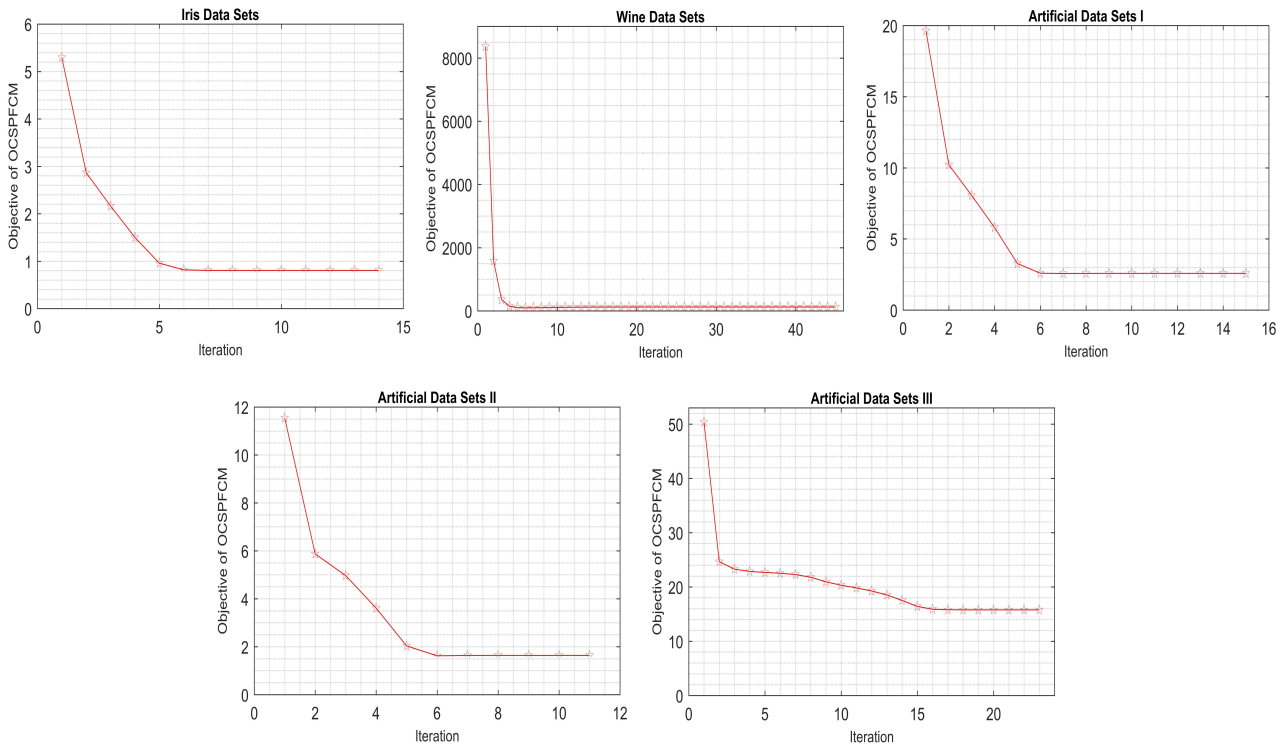 Iris Data Sets
6
5
4
3
2
1
0
0 5 10 15
Objective of OCSPFCM
Iteration
Wine Data Sets
8000
6000
4000
2000
0
0 10 20 30 40
Objective of OCSPFCM
Iteration
Artificial Data Sets I
20
15
10
5
0
0 2 4 6 8 10 12 14 16
Objective of OCSPFCM
Iteration
Artificial Data Sets II
12
10
8
6
4
2
0
0 2 4 6 8 10 12
Objective of OCSPFCM
Iteration
Artificial Data Sets III
50
40
30
20
10
0
0 5 10 15 20
Objective of OCSPFCM
Iteration